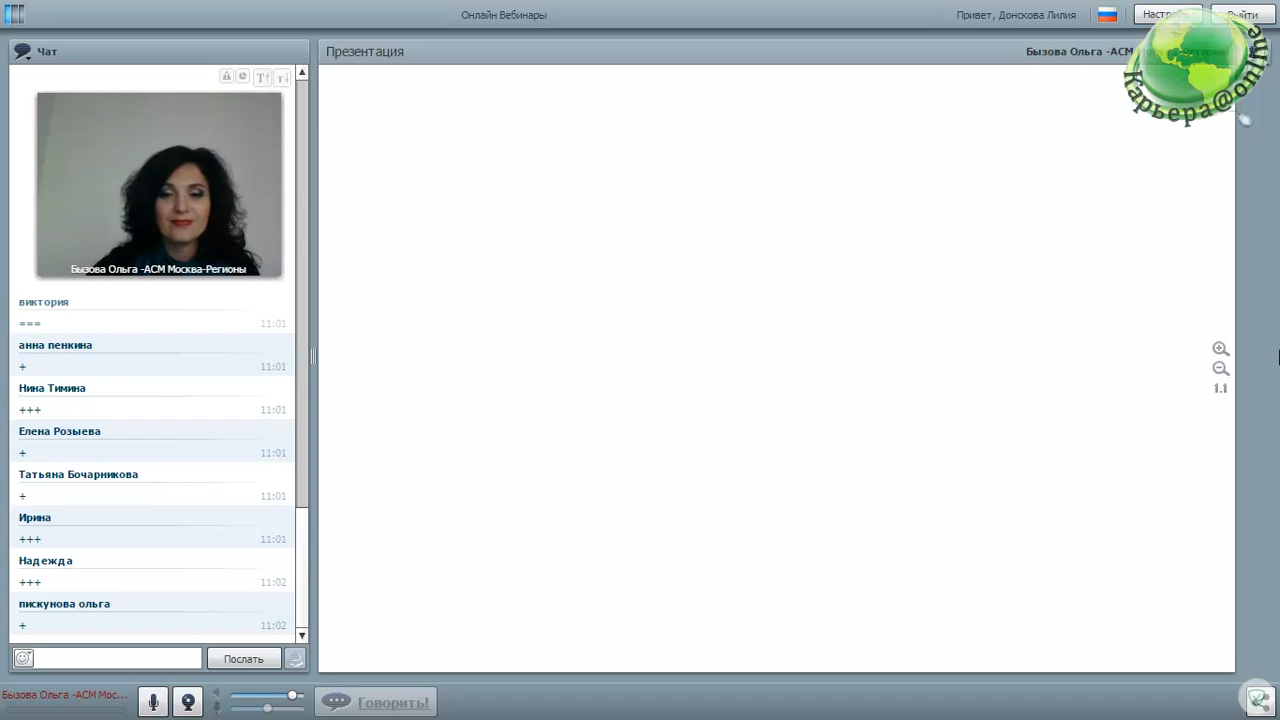 Онлайн Вебинары
Привет, Донскова Лилия
Выйти
Чат
Презентация
Бызова Ольга -АСМ
Карьера@online
Бызова Ольга -АСМ Москва-Регионы
виктория
===
11:01
анна пенкина
+
11:01
Нина Тимина
+++
11:01
Елена Розыева
+
11:01
Татьяна Бочарникова
+
11:01
Ирина
+++
11:01
Надежда
+++
11:02
пискунова ольга
+
11:02
1.1
Послать
Бызова Ольга -АСМ Мос...
Говорить!